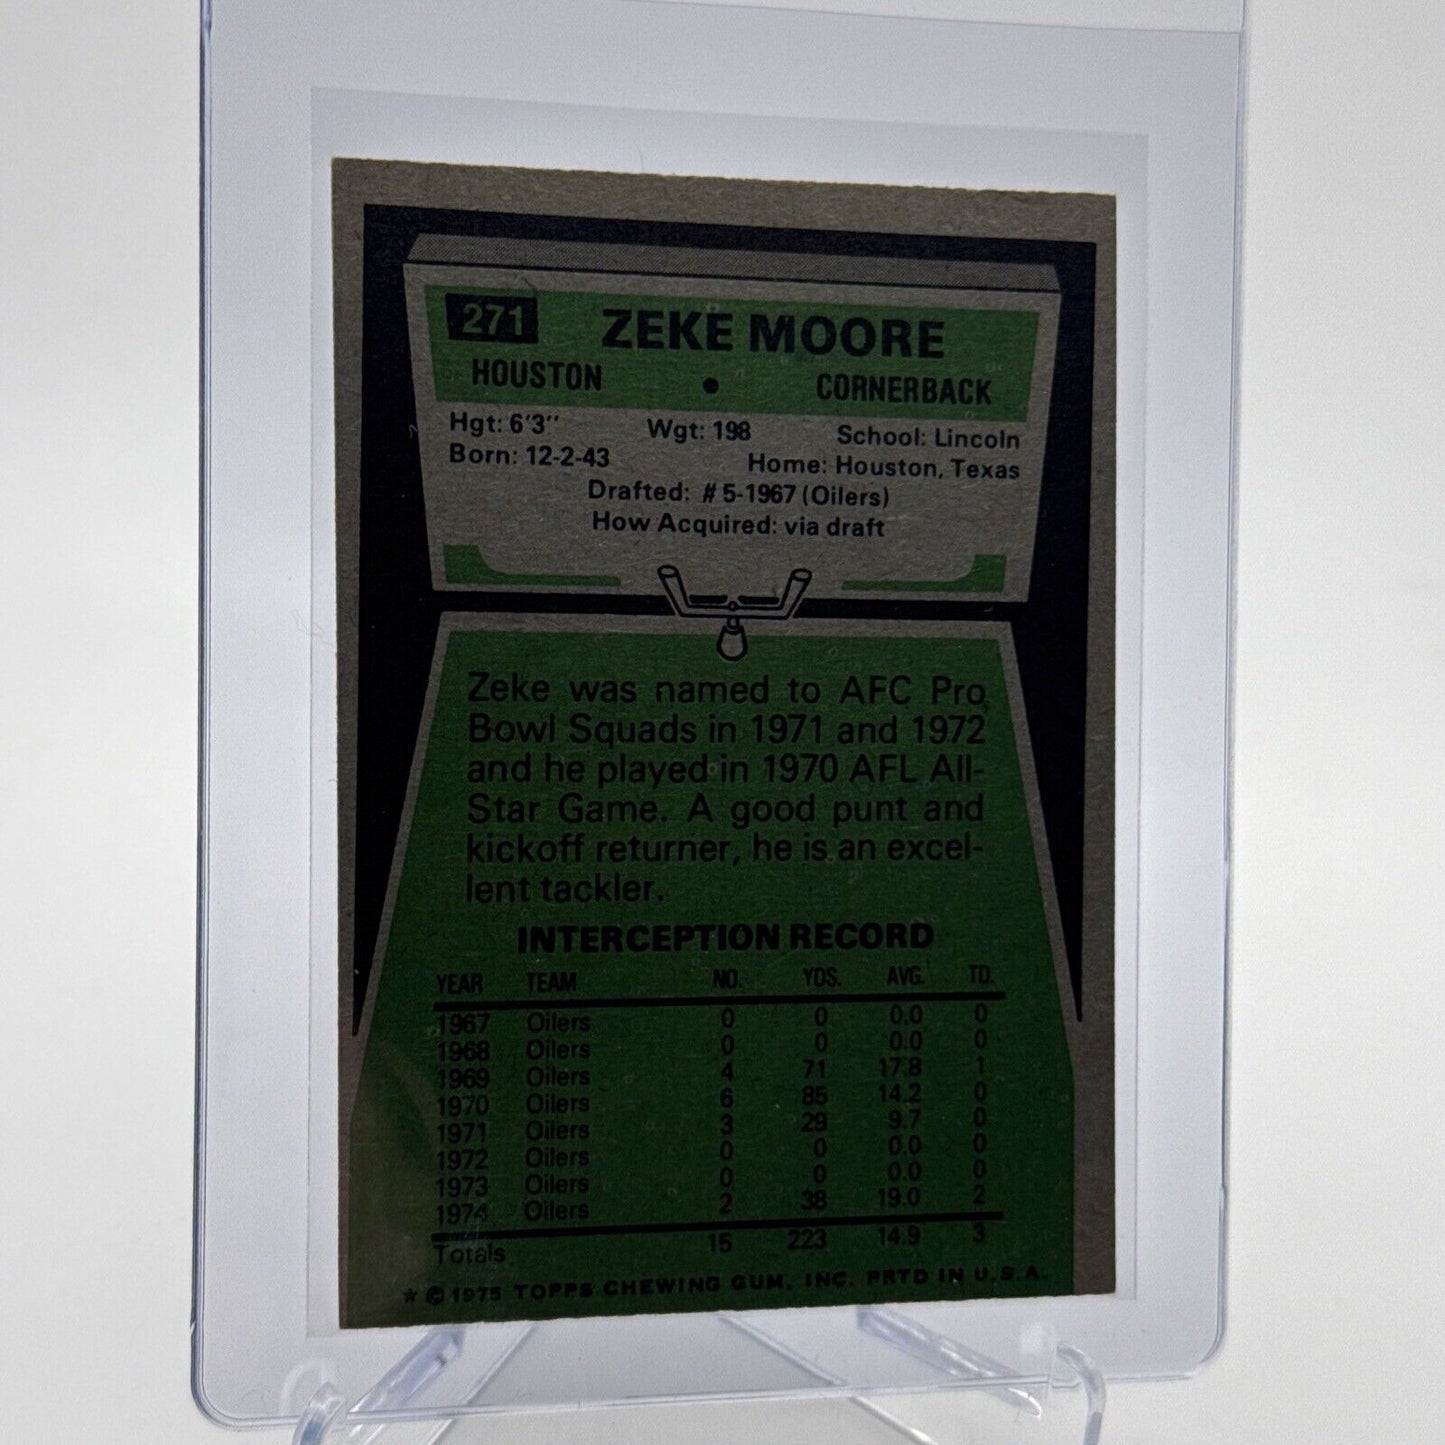 271 ZEKE MOORE
HOUSTON • CORNERBACK
Hgt: 6'3" Wgt: 198 School: Lincoln
Born: 12-2-43 Home: Houston, Texas
Drafted: #5-1967 (Oilers)
How Acquired: via draft
Zeke was named to AFC Pro
Bowl Squads in 1971 and 1972
and he played in 1970 AFL All-
Star Game. A good punt and
kickoff returner, he is an excel-
lent tackler.
INTERCEPTION RECORD
YEAR TEAM NO. YDS. AVG. TD.
1967 Oilers 0 0 0.0 0
1968 Oilers 0 0 0.0 0
1969 Oilers 4 71 17.8 1
1970 Oilers 6 85 14.2 0
1971 Oilers 3 29 9.7 0
1972 Oilers 0 0 0.0 0
1973 Oilers 0 0 0.0 0
1974 Oilers 2 38 19.0 2
Totals 15 223 14.9 3
* © 1975 TOPPS CHEWING GUM, INC. PRTD IN U.S.A.